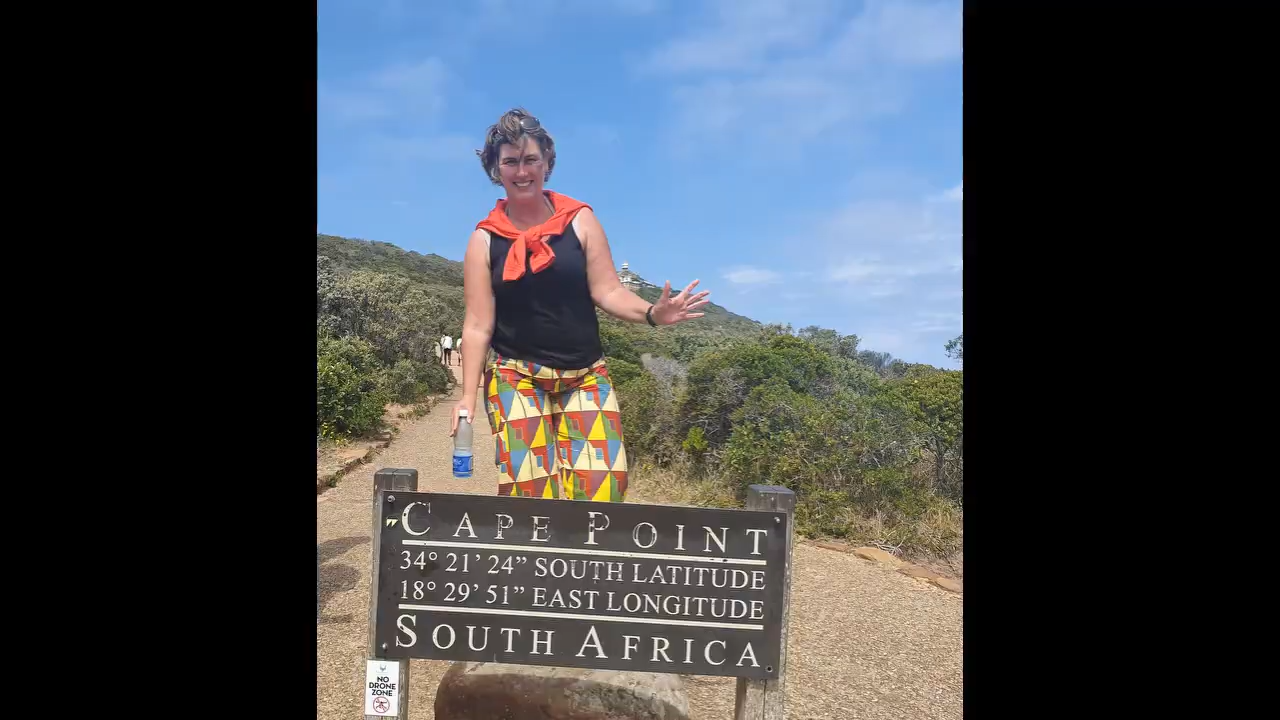 CAPE POINT
34° 21' 24" SOUTH LATITUDE
18° 29' 51" EAST LONGITUDE
SOUTH AFRICA
NO
DRONE
ZONE